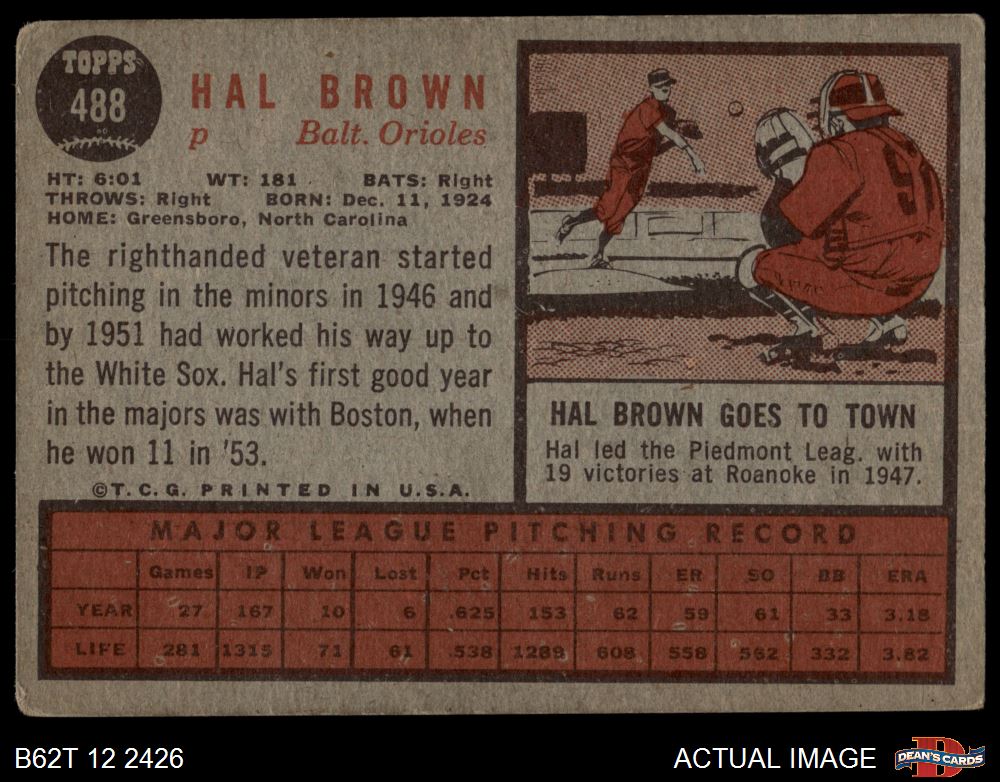 TOPPS
488
HAL BROWN
p Balt. Orioles
HT: 6:01 WT: 181 BATS: Right
THROWS: Right BORN: Dec. 11, 1924
HOME: Greensboro, North Carolina
The righthanded veteran started
pitching in the minors in 1946 and
by 1951 had worked his way up to
the White Sox. Hal's first good year
in the majors was with Boston, when
he won 11 in '53.
©T.C.G. PRINTED IN U.S.A.
HAL BROWN GOES TO TOWN
Hal led the Piedmont Leag. with
19 victories at Roanoke in 1947.
MAJOR LEAGUE PITCHING RECORD
Games IP Won Lost Pct Hits Runs ER SO BB ERA
YEAR 27 167 10 6 .625 153 62 59 61 33 3.18
LIFE 281 1315 71 61 .538 1289 608 558 562 332 3.82
B62T 12 2426
ACTUAL IMAGE
D
DEAN'S CARDS